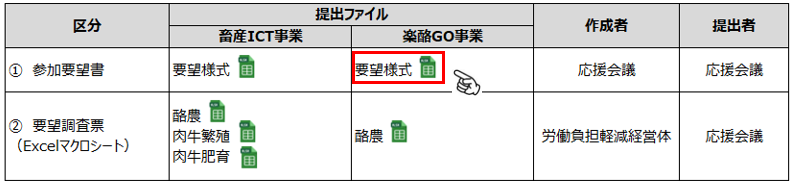 区分 提出ファイル 作成者 提出者
畜産ICT事業 楽酪GO事業
① 参加要望書 要望様式 要望様式 応援会議 応援会議
② 要望調査票
（Excelマクロシート）
酪農
肉牛繁殖
肉牛肥育
酪農 労働負担軽減経営体 応援会議